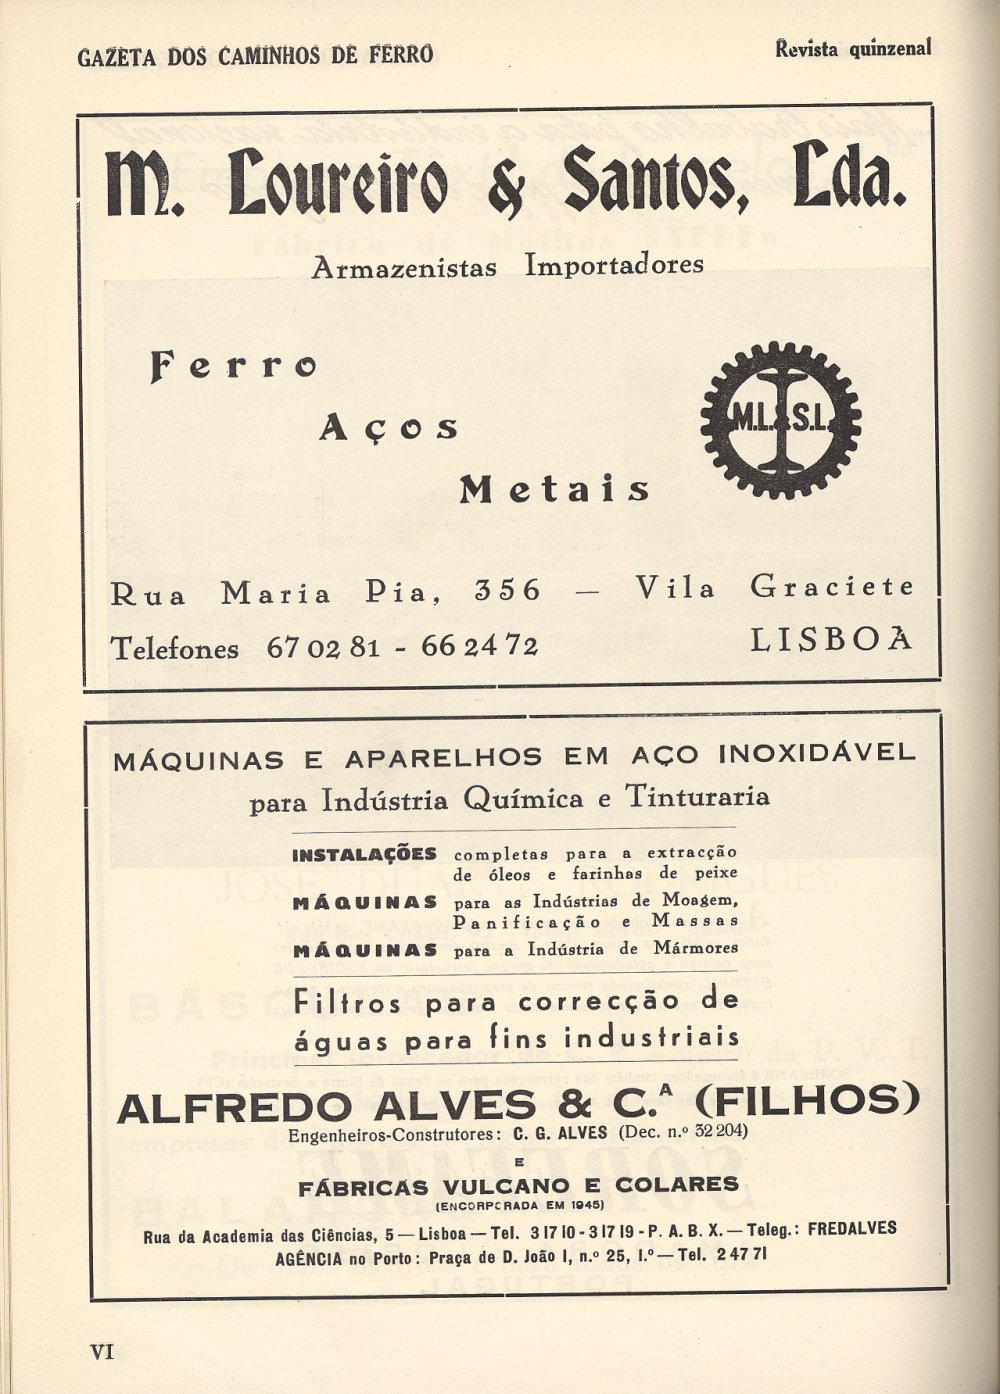 GAZETA DOS CAMINHOS DE FERRO
Revista quinzenal
M. Loureiro & Santos, Lda.
Armazenistas Importadores
Ferro
Aços
Metais
M.L.&S.L.
Rua Maria Pia, 356 — Vila Graciete
Telefones 67 02 81 - 66 24 72 LISBOA
MÁQUINAS E APARELHOS EM AÇO INOXIDÁVEL
para Indústria Química e Tinturaria
INSTALAÇÕES completas para a extracção
de óleos e farinhas de peixe
MÁQUINAS para as Indústrias de Moagem,
Panificação e Massas
MÁQUINAS para a Indústria de Mármores
Filtros para correcção de
águas para fins industriais
ALFREDO ALVES & C.ᴬ (FILHOS)
Engenheiros-Construtores: C. G. ALVES (Dec. n.º 32 204)
E
FÁBRICAS VULCANO E COLARES
(ENCORPORADA EM 1945)
Rua da Academia das Ciências, 5 — Lisboa — Tel. 3 17 10 - 3 17 19 - P. A. B. X. — Teleg.: FREDALVES
AGÊNCIA no Porto: Praça de D. João I, n.º 25, 1.º — Tel. 2 47 71
VI